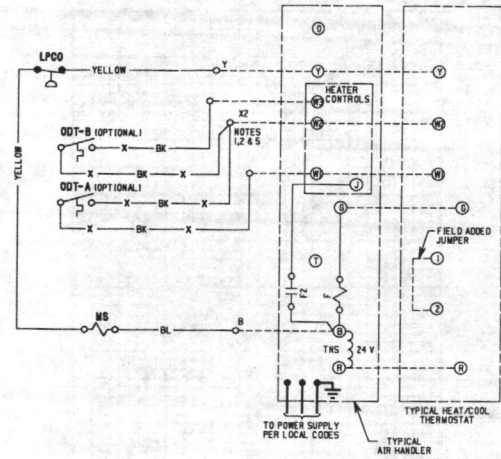 O
LPCO
YELLOW
Y
Y
Y
HEATER
CONTROLS
W3
ODT-B (OPTIONAL)
X2
W2
W2
NOTES
1,2 & 5
X
BK
X
BK
X
YELLOW
ODT-A (OPTIONAL)
W
W
X
BK
X
J
X
BK
X
G
G
FIELD ADDED
JUMPER
T
1
F2
F
2
MS
BL
B
B
TNS
24 V
R
R
TO POWER SUPPLY
PER LOCAL CODES
TYPICAL HEAT/COOL
THERMOSTAT
TYPICAL
AIR HANDLER